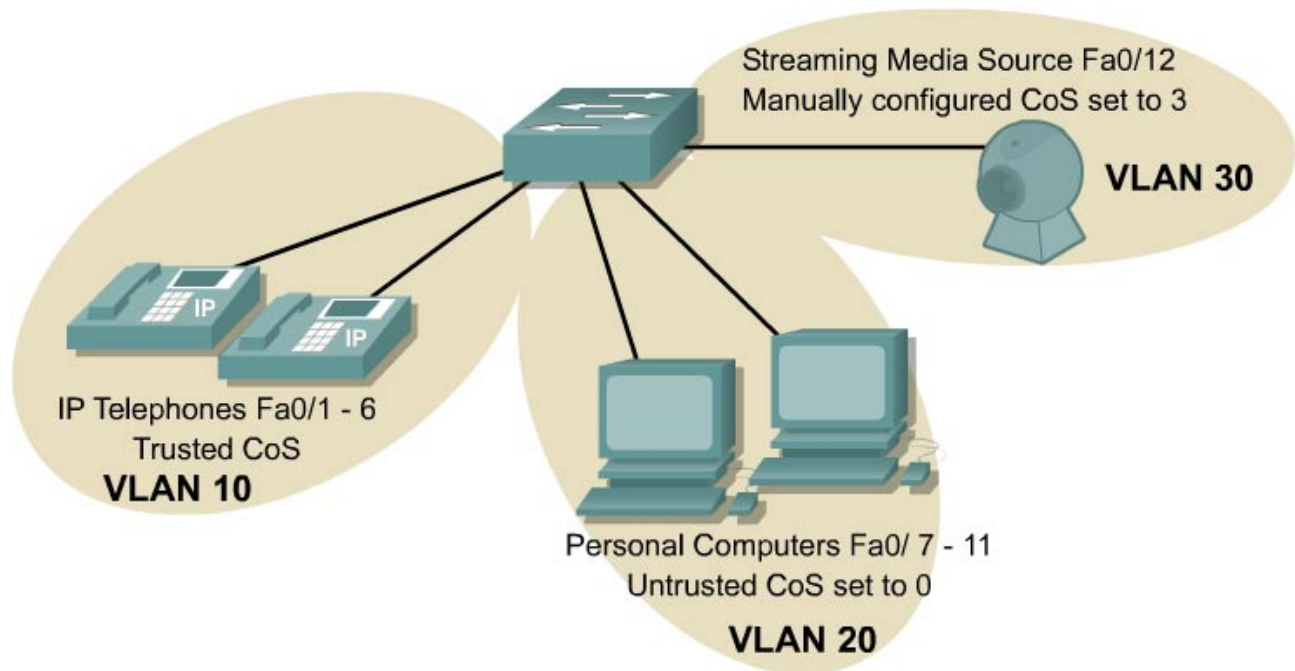 Streaming Media Source Fa0/12
Manually configured CoS set to 3
VLAN 30
IP
IP
IP Telephones Fa0/1 - 6
Trusted CoS
VLAN 10
Personal Computers Fa0/ 7 - 11
Untrusted CoS set to 0
VLAN 20